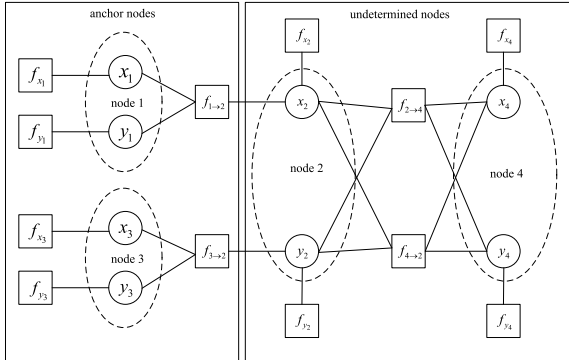 anchor nodes
undetermined nodes
f_{x_1}
x_1
node 1
f_{y_1}
y_1
f_{1→2}
f_{x_3}
x_3
node 3
f_{y_3}
y_3
f_{3→2}
f_{x_2}
x_2
node 2
y_2
f_{y_2}
f_{2→4}
f_{4→2}
f_{x_4}
x_4
node 4
y_4
f_{y_4}